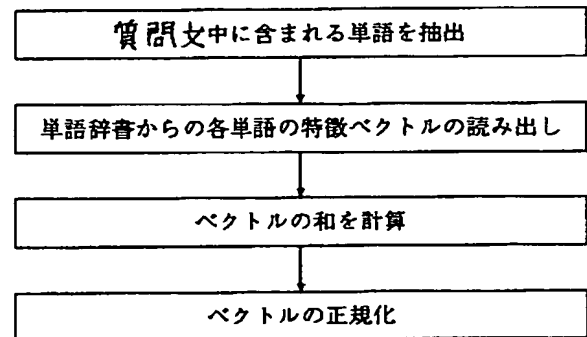 質問文中に含まれる単語を抽出
単語辞書からの各単語の特徴ベクトルの読み出し
ベクトルの和を計算
ベクトルの正規化